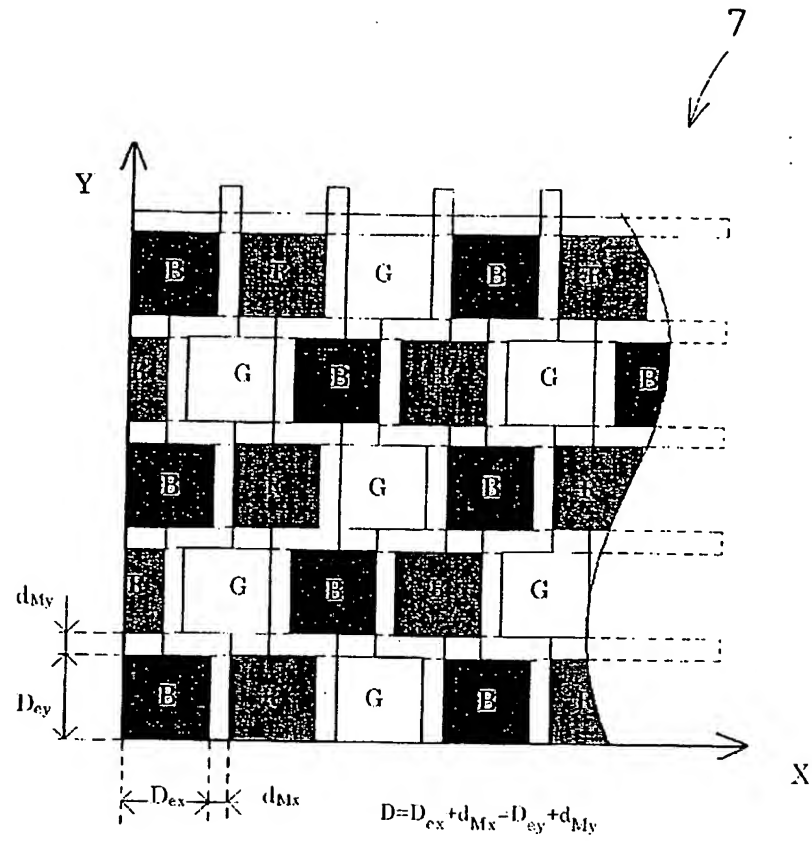 7
Y
B G B
G B G B
B G B
dMy
G B G
Dey
B G B
X
Dex dMx
D=Dex+dMx=Dey+dMy